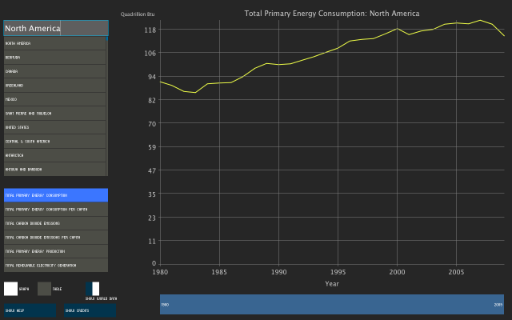 North America
NORTH AMERICA
BERMUDA
CANADA
GREENLAND
MEXICO
SAINT PIERRE AND MIQUELON
UNITED STATES
CENTRAL & SOUTH AMERICA
ANTARCTICA
ANTIGUA AND BARBUDA
TOTAL PRIMARY ENERGY CONSUMPTION
TOTAL PRIMARY ENERGY CONSUMPTION PER CAPITA
TOTAL CARBON DIOXIDE EMISSIONS
TOTAL CARBON DIOXIDE EMISSIONS PER CAPITA
TOTAL PRIMARY ENERGY PRODUCTION
TOTAL RENEWABLE ELECTRICITY GENERATION
GRAPH
TABLE
Quadrillion Btu
Total Primary Energy Consumption: North America
118
106
94
82
70
59
47
35
23
11
0
1980
1985
1990
1995
2000
2005
Year
1980
2009